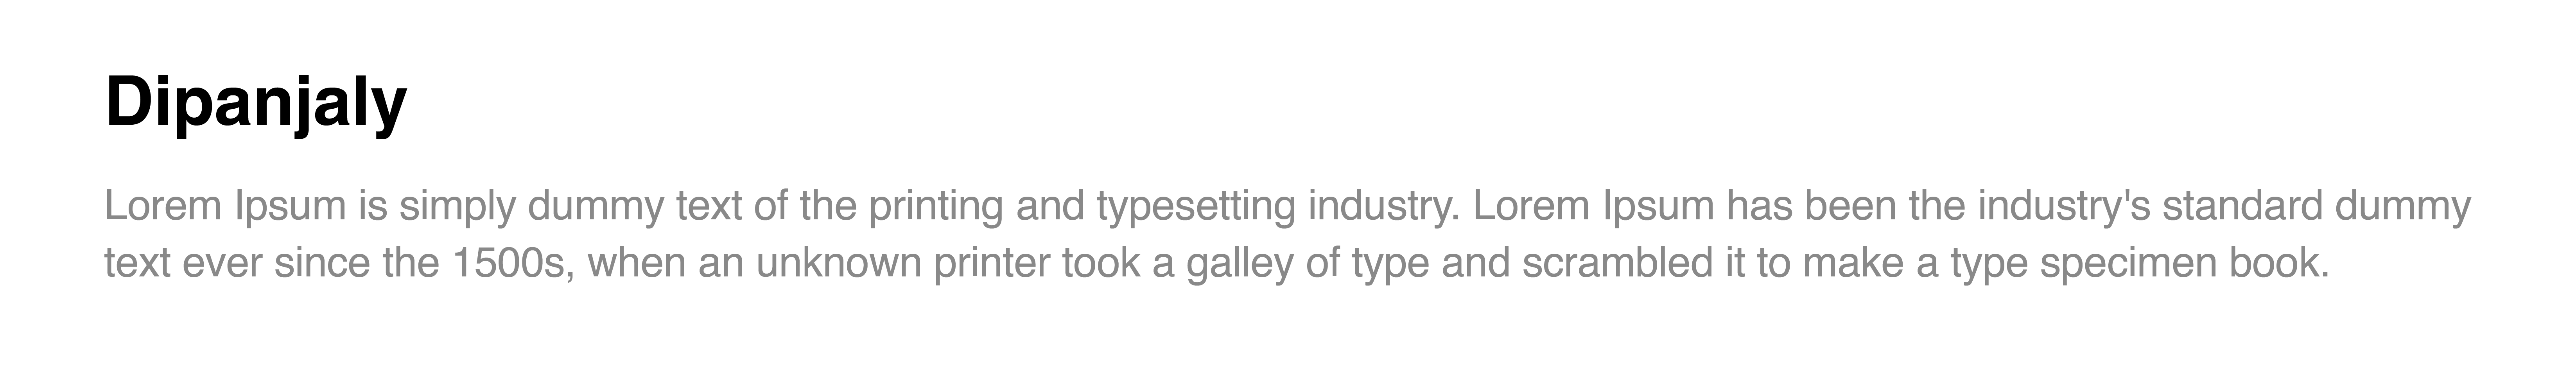 Dipanjaly
Lorem Ipsum is simply dummy text of the printing and typesetting industry. Lorem Ipsum has been the industry's standard dummy
text ever since the 1500s, when an unknown printer took a galley of type and scrambled it to make a type specimen book.